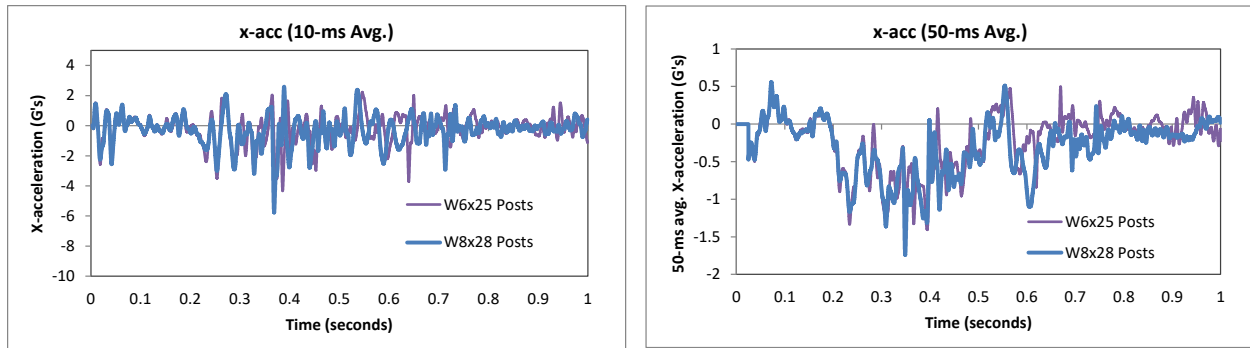 x-acc (10-ms Avg.)
X-acceleration (G's)
4
2
0
-2
-4
-6
-8
-10
W6x25 Posts
W8x28 Posts
0 0.1 0.2 0.3 0.4 0.5 0.6 0.7 0.8 0.9 1
Time (seconds)
x-acc (50-ms Avg.)
50-ms avg. X-acceleration (G's)
1
0.5
0
-0.5
-1
-1.5
-2
W6x25 Posts
W8x28 Posts
0 0.1 0.2 0.3 0.4 0.5 0.6 0.7 0.8 0.9 1
Time (seconds)